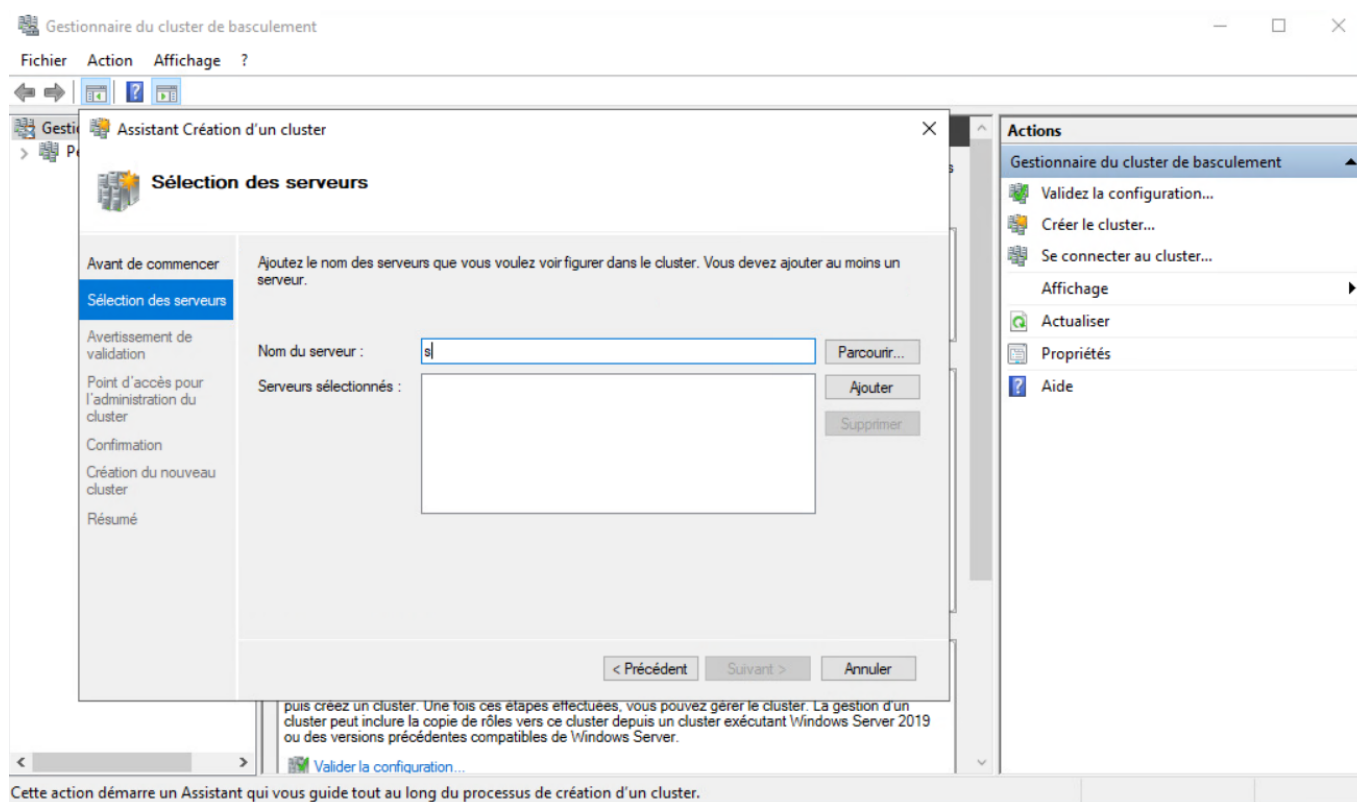 Gestionnaire du cluster de basculement
Fichier Action Affichage ?
Gesti
P
Assistant Création d'un cluster
Sélection des serveurs
Avant de commencer
Sélection des serveurs
Avertissement de
validation
Point d'accès pour
l'administration du
cluster
Confirmation
Création du nouveau
cluster
Résumé
Ajoutez le nom des serveurs que vous voulez voir figurer dans le cluster. Vous devez ajouter au moins un
serveur.
Nom du serveur : s Parcourir...
Serveurs sélectionnés : Ajouter
Supprimer
< Précédent Suivant > Annuler
puis créez un cluster. Une fois ces étapes effectuées, vous pouvez gérer le cluster. La gestion d'un
cluster peut inclure la copie de rôles vers ce cluster depuis un cluster exécutant Windows Server 2019
ou des versions précédentes compatibles de Windows Server.
Valider la configuration...
Actions
Gestionnaire du cluster de basculement
Validez la configuration...
Créer le cluster...
Se connecter au cluster...
Affichage
Actualiser
Propriétés
Aide
Cette action démarre un Assistant qui vous guide tout au long du processus de création d'un cluster.